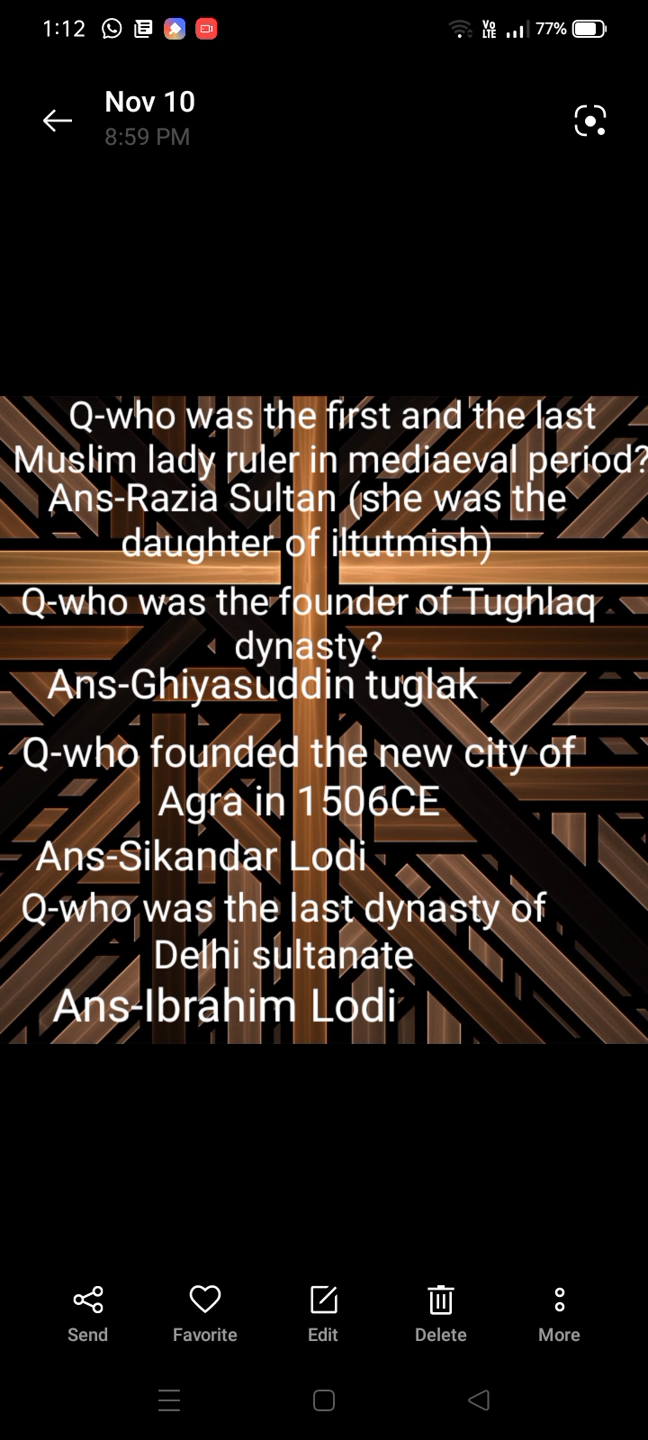 1:12 Vo LTE 77%
Nov 10
8:59 PM
Q-who was the first and the last
Muslim lady ruler in mediaeval period?
Ans-Razia Sultan (she was the
daughter of iltutmish)
Q-who was the founder of Tughlaq
dynasty?
Ans-Ghiyasuddin tuglak
Q-who founded the new city of
Agra in 1506CE
Ans-Sikandar Lodi
Q-who was the last dynasty of
Delhi sultanate
Ans-Ibrahim Lodi
Send Favorite Edit Delete More